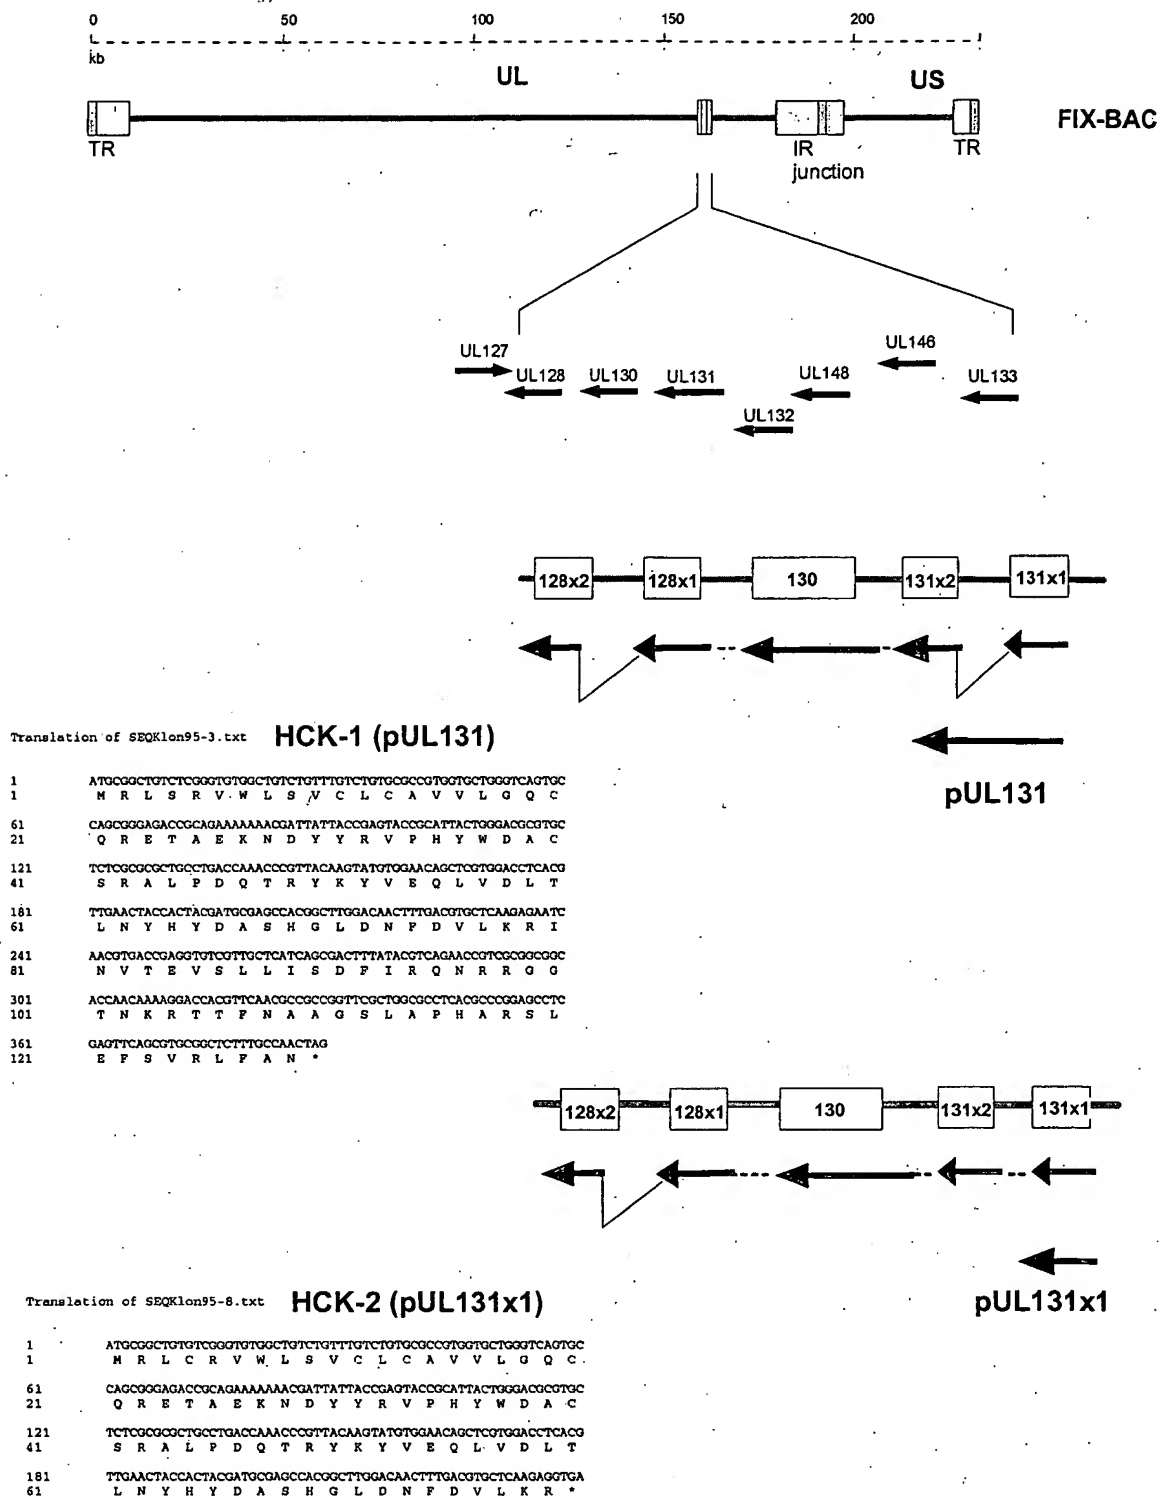 0 50 100 150 200
kb
UL
US
FIX-BAC
TR
IR
junction
TR
UL127
UL128
UL130
UL131
UL132
UL148
UL146
UL133
128x2 128x1 130 131x2 131x1
pUL131
Translation of SEQKlon95-3.txt HCK-1 (pUL131)
1 ATGCGGCTGTCTCGGGTGTGGCTGTCTGTTTGTCTGTGCGCCGTGGTGCTGGGTCAGTGC
1 M R L S R V W L S V C L C A V V L G Q C
61 CAGCGGGAGACCGCAGAAAAAAACGATTATTACCGAGTACCGCATTACTGGGACGCGTGC
21 Q R E T A E K N D Y Y R V P H Y W D A C
121 TCTCGCGCGCTGCCTGACCAAACCCGTTACAAGTATGTGGAACAGCTCGTGGACCTCACG
41 S R A L P D Q T R Y K Y V E Q L V D L T
181 TTGAACTACCACTACGATGCGAGCCACGGCTTGGACAACTTTGACGTGCTCAAGAGAATC
61 L N Y H Y D A S H G L D N F D V L K R I
241 AACGTGACCGAGGTGTCGTTGCTCATCAGCGACTTTATACGTCAGAACCGTCGCGGCGGC
81 N V T E V S L L I S D F I R Q N R R G G
301 ACCAACAAAAGGACCACGTTCAACGCCGCCGGTTCGCTGGCGCCTCACGCCCGGAGCCTC
101 T N K R T T F N A A G S L A P H A R S L
361 GAGTTCAGCGTGCGGCTCTTTGCCAACTAG
121 E F S V R L F A N *
128x2 128x1 130 131x2 131x1
pUL131x1
Translation of SEQKlon95-8.txt HCK-2 (pUL131x1)
1 ATGCGGCTGTGTCGGGTGTGGCTGTCTGTTTGTCTGTGCGCCGTGGTGCTGGGTCAGTGC
1 M R L C R V W L S V C L C A V V L G Q C
61 CAGCGGGAGACCGCAGAAAAAAACGATTATTACCGAGTACCGCATTACTGGGACGCGTGC
21 Q R E T A E K N D Y Y R V P H Y W D A C
121 TCTCGCGCGCTGCCTGACCAAACCCGTTACAAGTATGTGGAACAGCTCGTGGACCTCACG
41 S R A L P D Q T R Y K Y V E Q L V D L T
181 TTGAACTACCACTACGATGCGAGCCACGGCTTGGACAACTTTGACGTGCTCAAGAGGTGA
61 L N Y H Y D A S H G L D N F D V L K R *